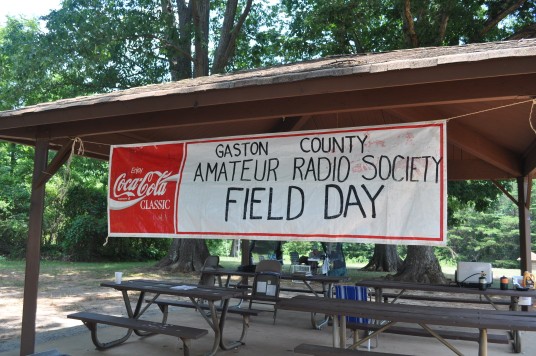 Enjoy
Coca-Cola
CLASSIC
GASTON COUNTY
AMATEUR RADIO SOCIETY
FIELD DAY